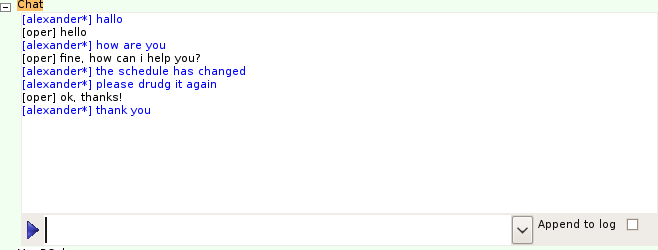 Chat
[alexander*] hallo
[oper] hello
[alexander*] how are you
[oper] fine, how can i help you?
[alexander*] the schedule has changed
[alexander*] please drudg it again
[oper] ok, thanks!
[alexander*] thank you
Append to log